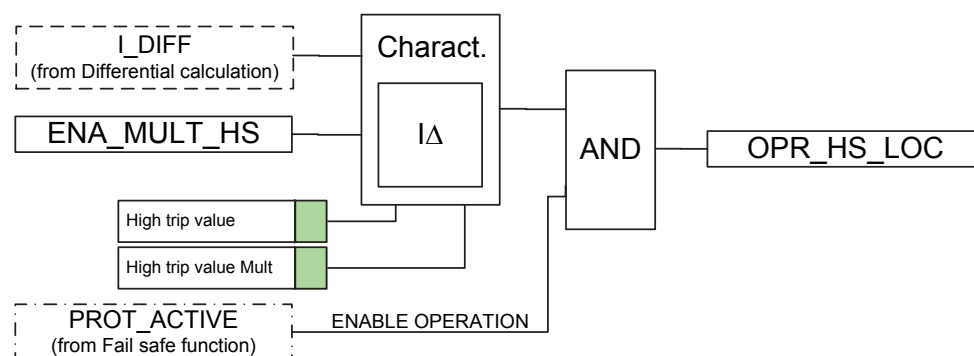 I_DIFF
(from Differential calculation)
Charact.
ENA_MULT_HS
IΔ
AND
OPR_HS_LOC
High trip value
High trip value Mult
PROT_ACTIVE
(from Fail safe function)
ENABLE OPERATION